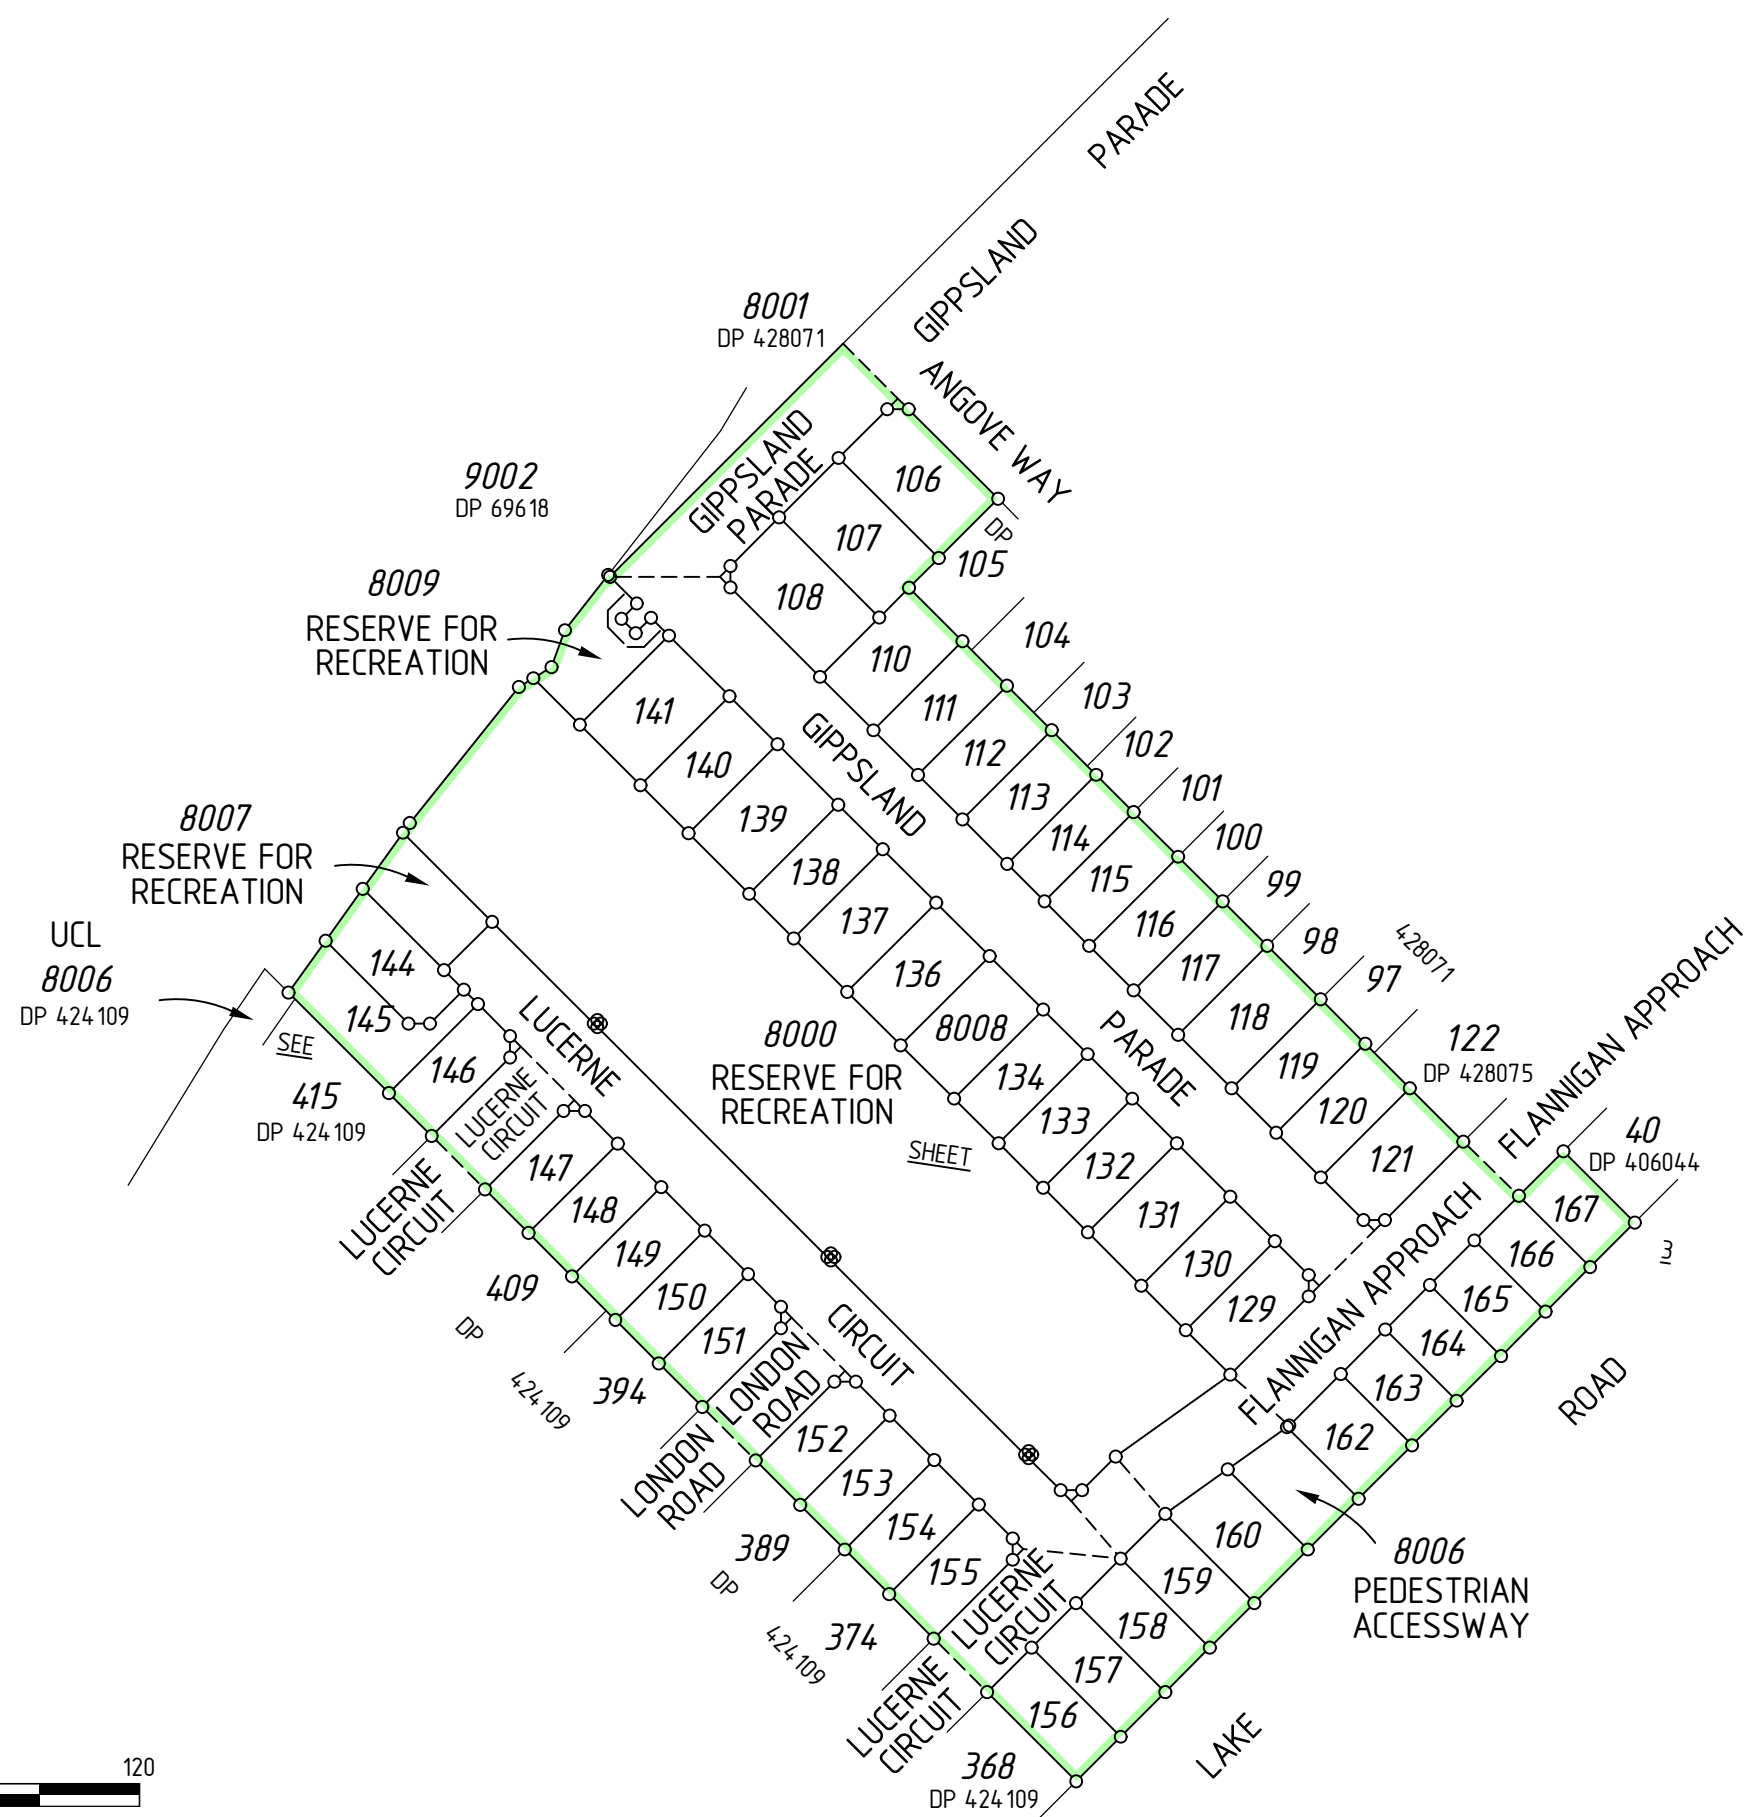 PARADE
GIPPSLAND
8001
DP 428071
ANGOVE WAY
GIPPSLAND
PARADE
9002
DP 69618
106
DP
107
105
8009
108
RESERVE FOR
RECREATION
104
110
103
141
111
GIPPSLAND
102
112
140
101
113
8007
139
100
RESERVE FOR
RECREATION
114
138
115
99
137
116
98
428071
FLANNIGAN APPROACH
UCL
8006
DP 424109
144
136
117
97
145
SEE
LUCERNE
8000
RESERVE FOR
RECREATION
8008
118
PARADE
122
DP 428075
146
119
415
DP 424109
LUCERNE
CIRCUIT
134
133
120
40
DP 406044
SHEET
147
132
121
LUCERNE
CIRCUIT
148
131
167
149
130
166
3
409
DP
150
129
165
151
CIRCUIT
FLANNIGAN APPROACH
164
424109
394
LONDON
ROAD
163
ROAD
152
162
LONDON
ROAD
153
154
160
389
DP
155
159
8006
PEDESTRIAN
ACCESSWAY
LUCERNE
CIRCUIT
158
424109
374
157
LUCERNE
CIRCUIT
156
LAKE
368
DP 424109
120